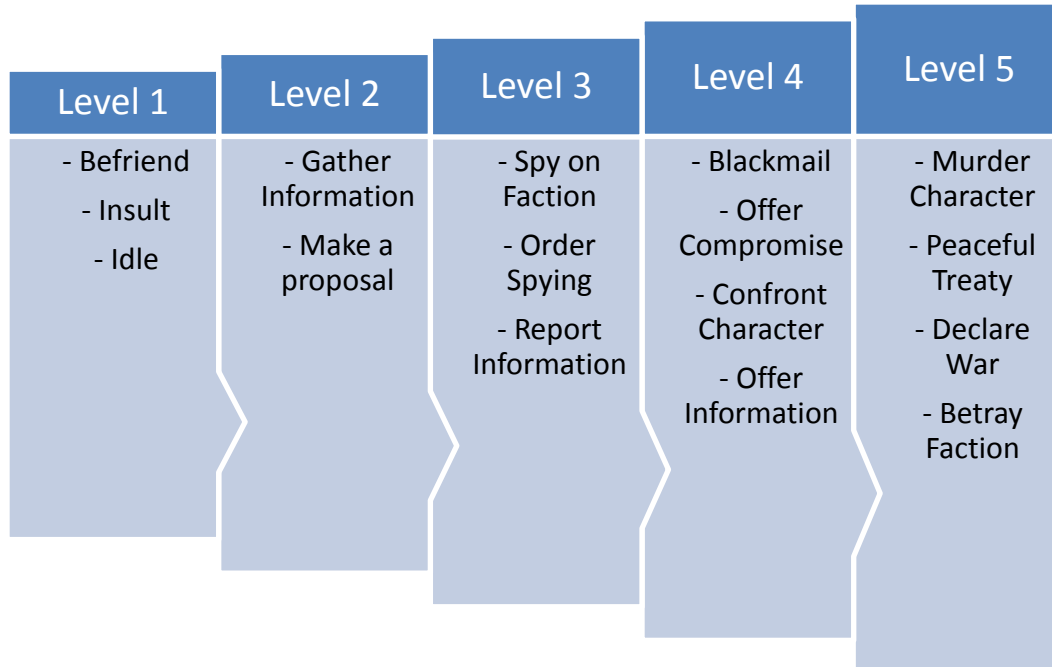 Level 1
- Befriend
- Insult
- Idle
Level 2
- Gather
Information
- Make a
proposal
Level 3
- Spy on
Faction
- Order
Spying
- Report
Information
Level 4
- Blackmail
- Offer
Compromise
- Confront
Character
- Offer
Information
Level 5
- Murder
Character
- Peaceful
Treaty
- Declare
War
- Betray
Faction